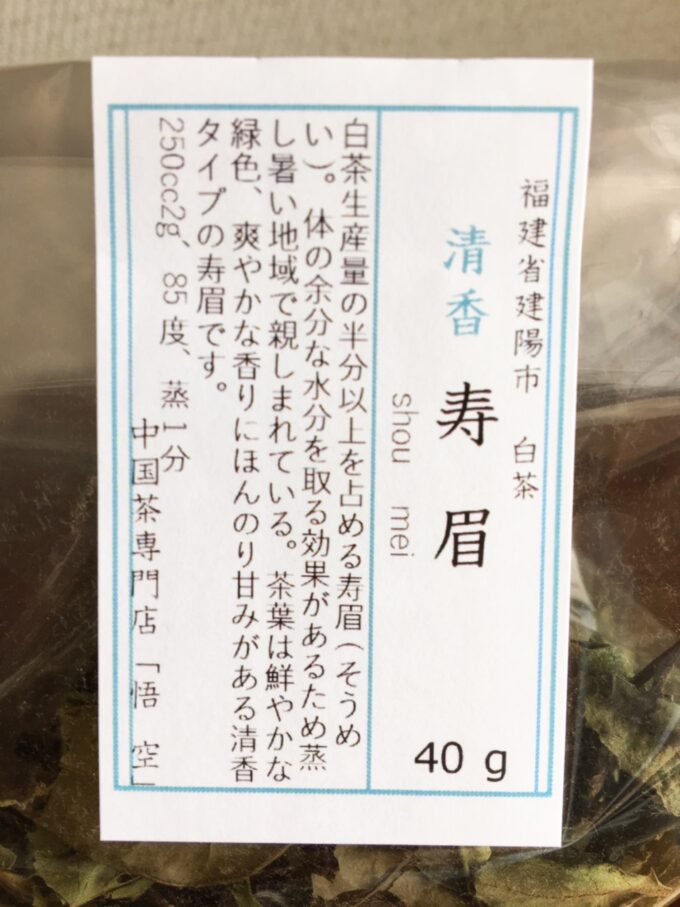 福建省建陽市　白茶
清香 寿眉
shou mei
40 g
白茶生産量の半分以上を占める寿眉（そうめ
い）。体の余分な水分を取る効果があるため蒸
し暑い地域で親しまれている。茶葉は鮮やかな
緑色、爽やかな香りにほんのり甘みがある清香
タイプの寿眉です。
250cc2g、85度、蒸1分
中国茶専門店「悟空」